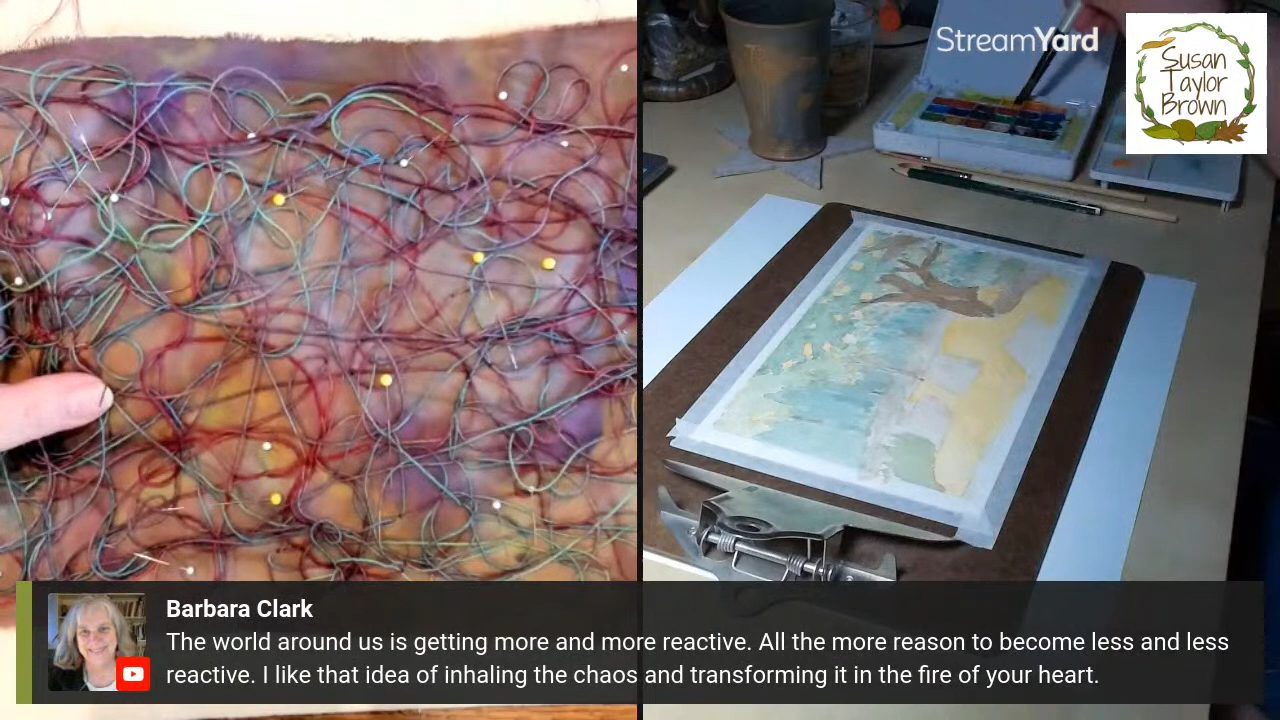 StreamYard
Susan
Taylor
Brown
Barbara Clark
The world around us is getting more and more reactive. All the more reason to become less and less
reactive. I like that idea of inhaling the chaos and transforming it in the fire of your heart.